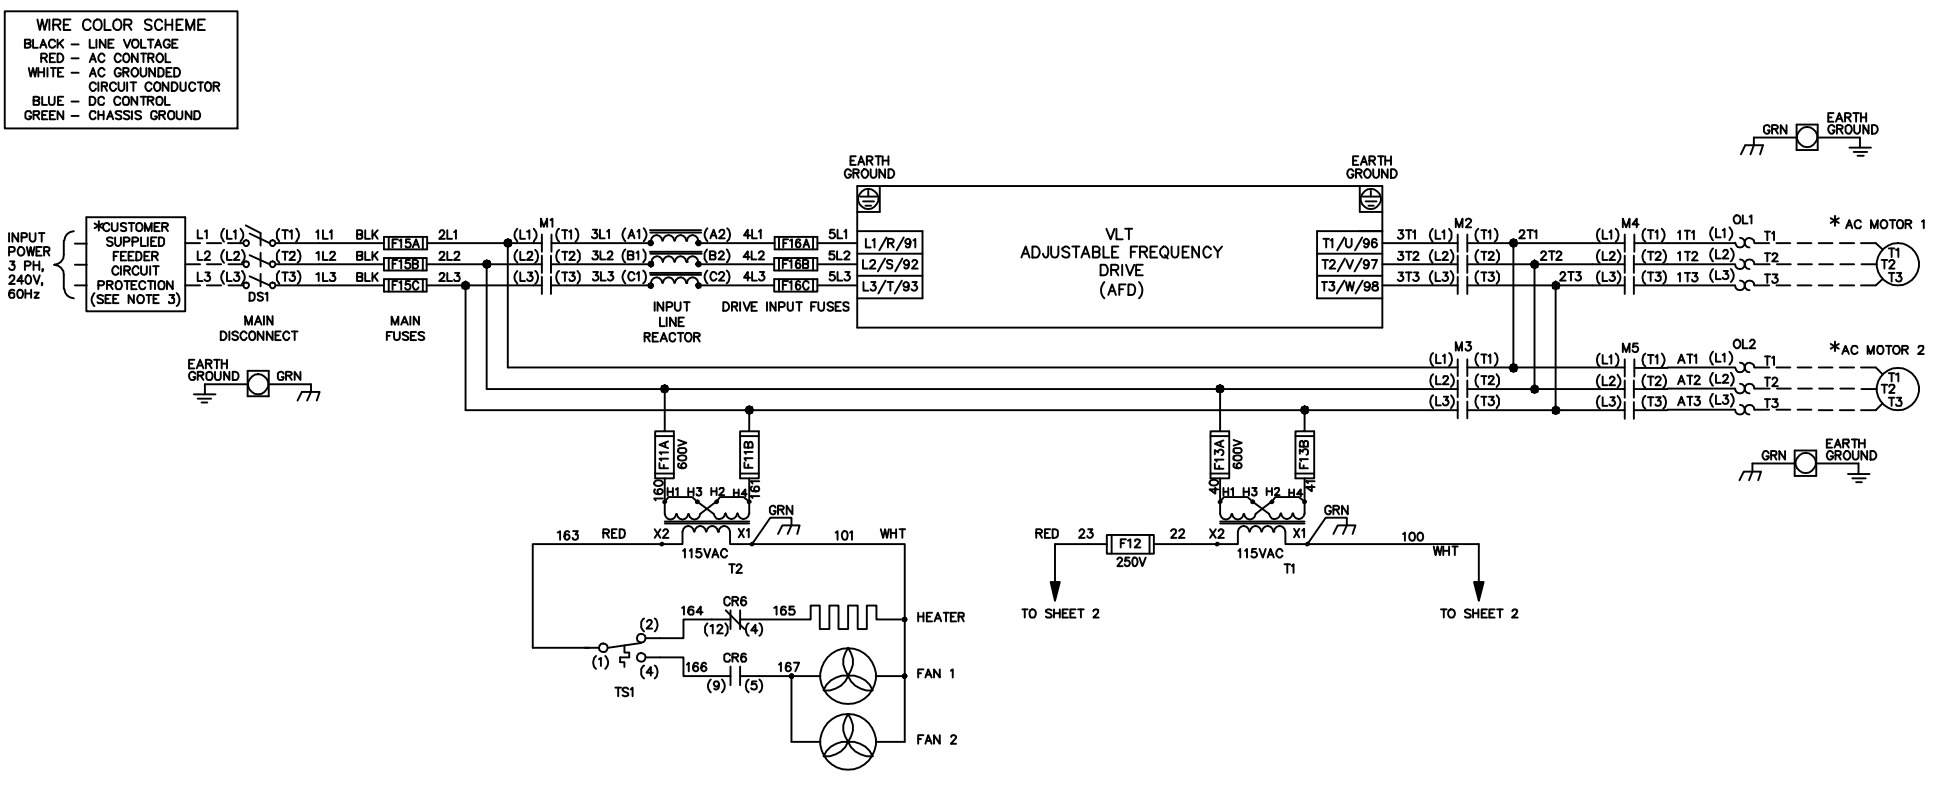 WIRE COLOR SCHEME
BLACK – LINE VOLTAGE
RED – AC CONTROL
WHITE – AC GROUNDED
CIRCUIT CONDUCTOR
BLUE – DC CONTROL
GREEN – CHASSIS GROUND
INPUT
POWER
3 PH,
240V,
60Hz
*CUSTOMER
SUPPLIED
FEEDER
CIRCUIT
PROTECTION
(SEE NOTE 3)
L1 (L1) (T1) 1L1 BLK F15A 2L1 (L1) M1 (T1) 3L1 (A1) (A2) 4L1 F16A 5L1 L1/R/91
L2 (L2) (T2) 1L2 BLK F15B 2L2 (L2) (T2) 3L2 (B1) (B2) 4L2 F16B 5L2 L2/S/92
L3 (L3) (T3) 1L3 BLK F15C 2L3 (L3) (T3) 3L3 (C1) (C2) 4L3 F16C 5L3 L3/T/93
DS1
MAIN
DISCONNECT
MAIN
FUSES
INPUT
LINE
REACTOR
DRIVE INPUT FUSES
EARTH
GROUND
GRN
EARTH
GROUND
EARTH
GROUND
VLT
ADJUSTABLE FREQUENCY
DRIVE
(AFD)
GRN
EARTH
GROUND
M2
M4
OL1
* AC MOTOR 1
T1/U/96 3T1 (L1) (T1) 2T1 (L1) (T1) 1T1 (L1) T1
T2/V/97 3T2 (L2) (T2) 2T2 (L2) (T2) 1T2 (L2) T2
T3/W/98 3T3 (L3) (T3) 2T3 (L3) (T3) 1T3 (L3) T3
T1
T2
T3
M3
M5
OL2
*AC MOTOR 2
(L1) (T1) (L1) (T1) AT1 (L1) T1
(L2) (T2) (L2) (T2) AT2 (L2) T2
(L3) (T3) (L3) (T3) AT3 (L3) T3
T1
T2
T3
GRN
EARTH
GROUND
F11A
600V
F11B
160
161
H1 H3 H2 H4
GRN
163 RED X2 X1 101 WHT
115VAC
T2
F13A
600V
F13B
40
41
H1 H3 H2 H4
GRN
RED 23 F12 22 X2 X1 100
WHT
250V
115VAC
T1
TO SHEET 2
TO SHEET 2
164 CR6 165
(12) (4)
HEATER
(2)
(1)
(4)
TS1
166 CR6 167
(9) (5)
FAN 1
FAN 2